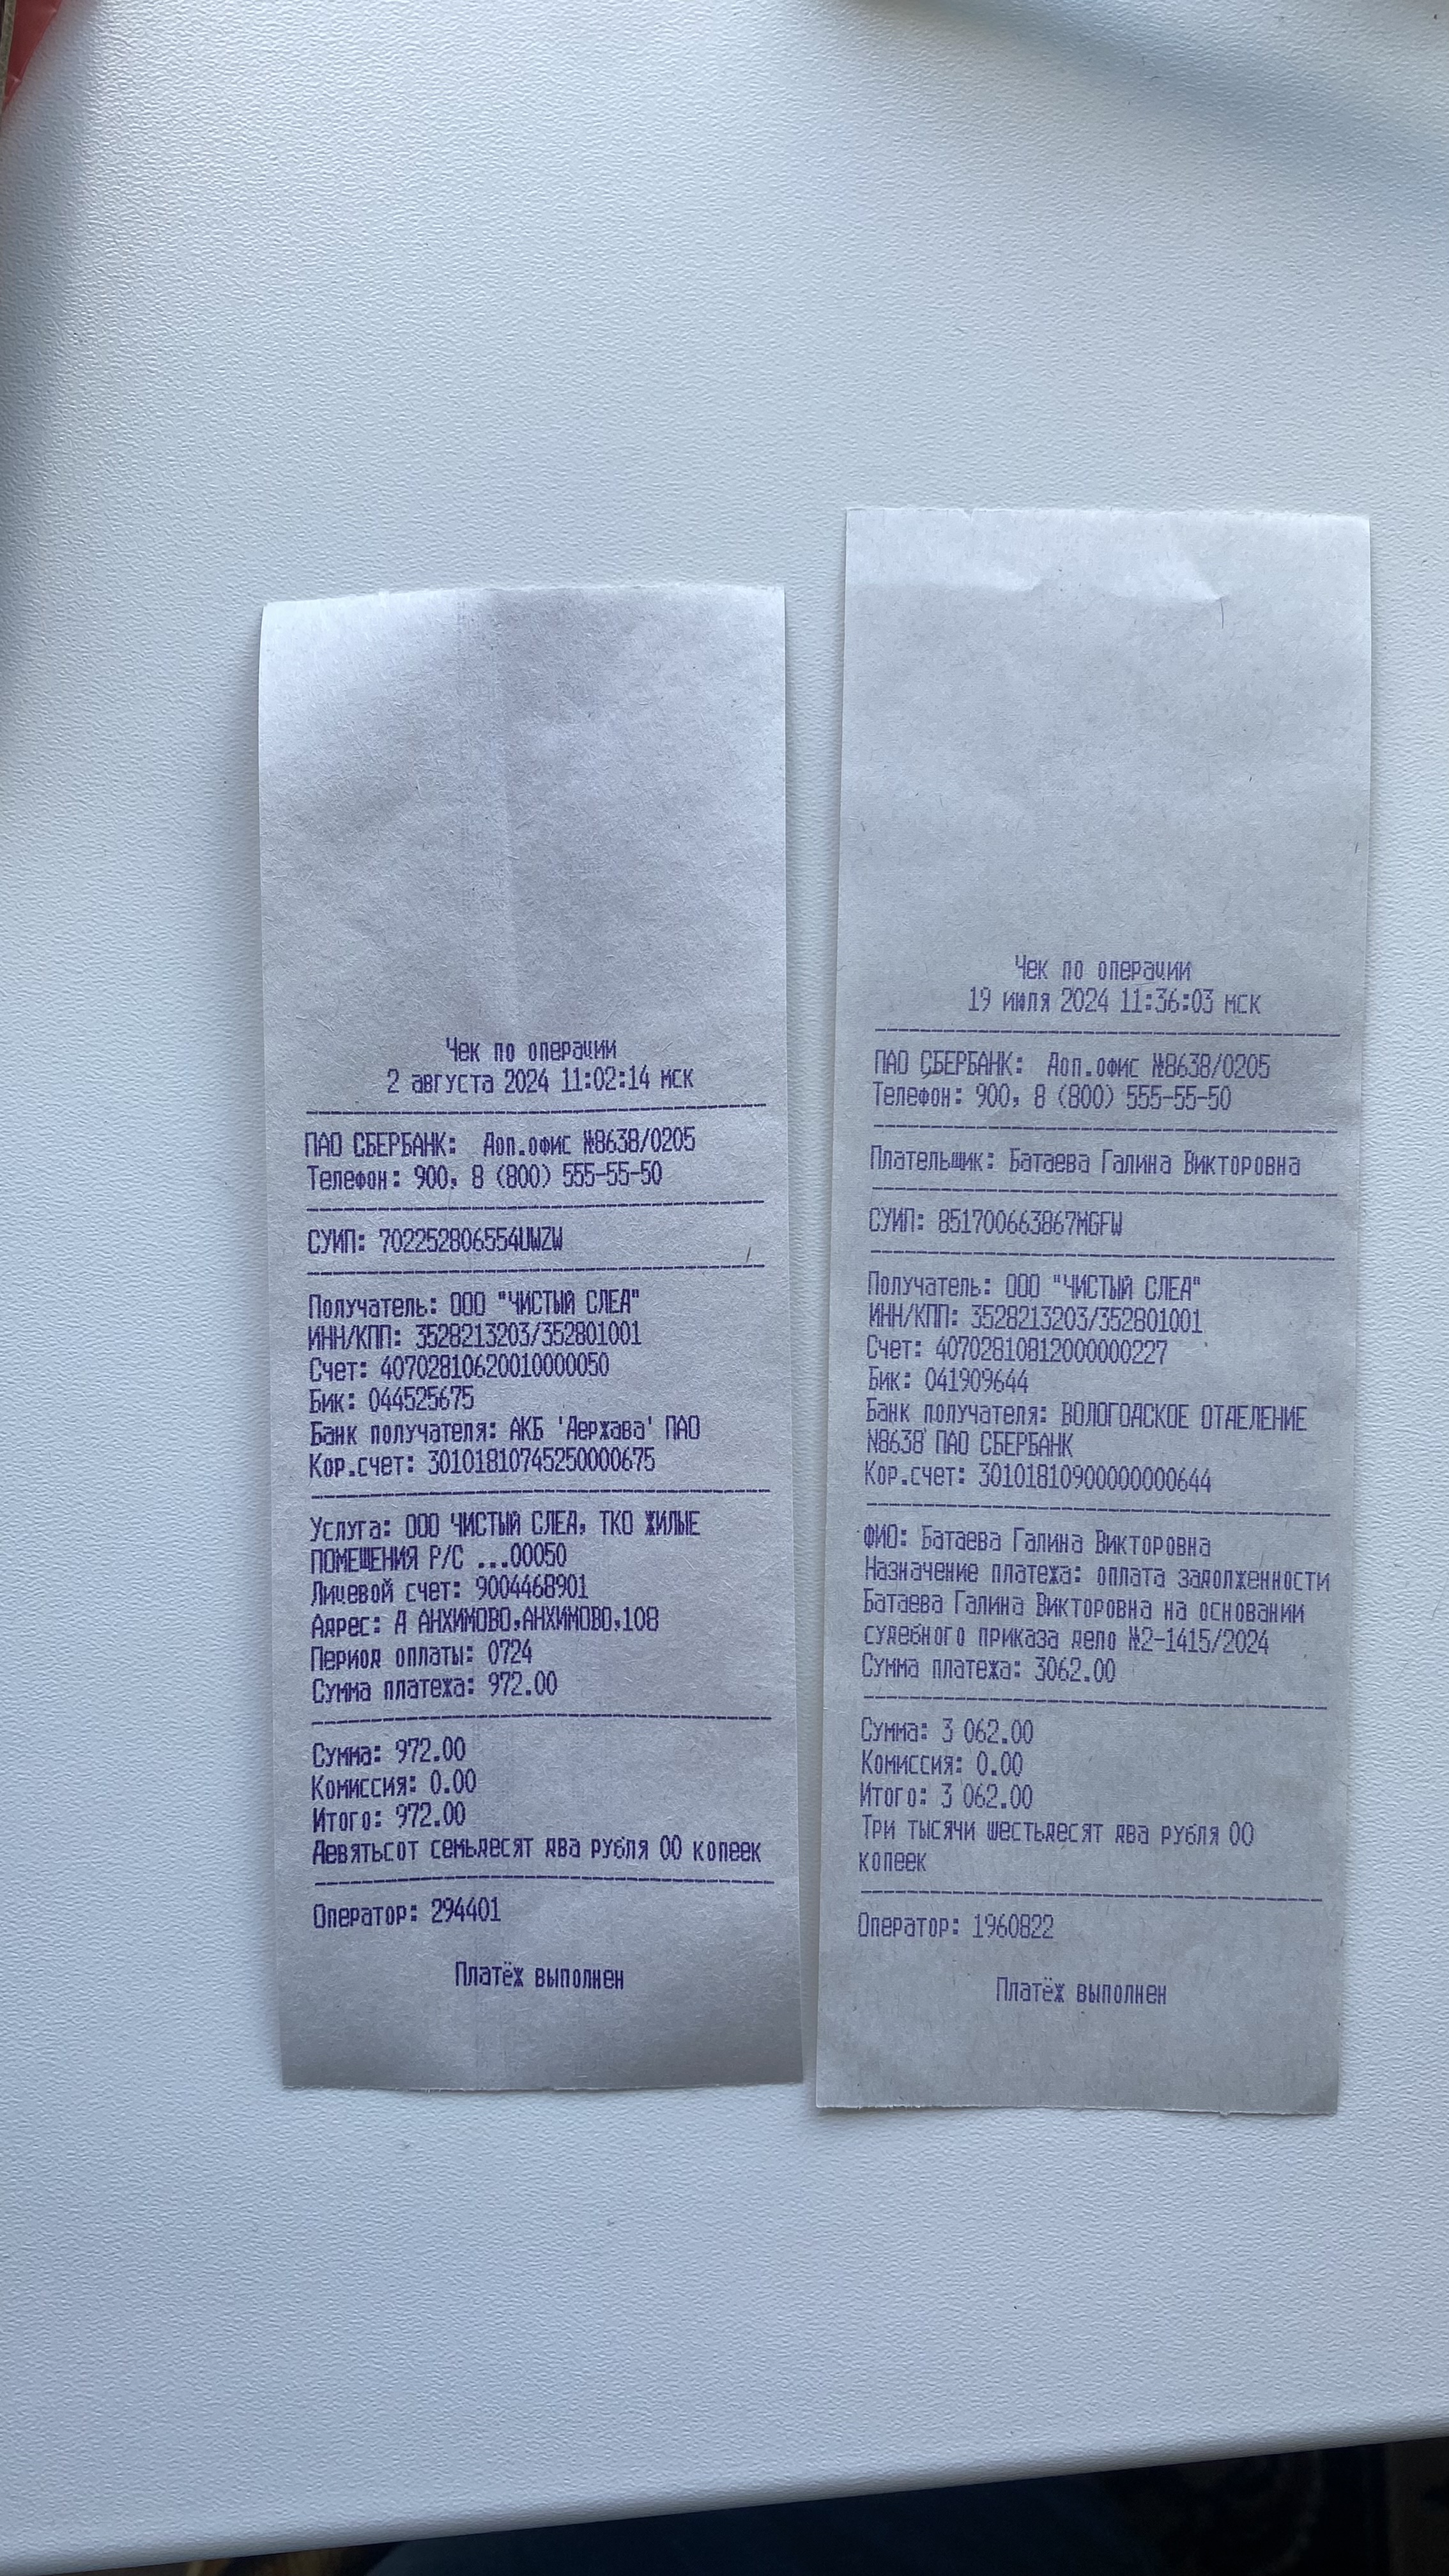 Чек по операции
2 августа 2024 11:02:14 мск
ПАО СБЕРБАНК: Доп.офис №8638/0205
Телефон: 900, 8 (800) 555-55-50
СУИП: 702252806554UWZW
Получатель: ООО "ЧИСТЫЙ СЛЕД"
ИНН/КПП: 3528213203/352801001
Счет: 40702810620010000050
Бик: 044525675
Банк получателя: АКБ 'Держава' ПАО
Кор.счет: 30101810745250000675
Услуга: ООО ЧИСТЫЙ СЛЕД, ТКО ЖИЛЫЕ
ПОМЕЩЕНИЯ Р/С ...00050
Лицевой счет: 9004468901
Адрес: Д АНХИМОВО,АНХИМОВО,108
Период оплаты: 0724
Сумма платежа: 972.00
Сумма: 972.00
Комиссия: 0.00
Итого: 972.00
Девятьсот семьдесят два рубля 00 копеек
Оператор: 294401
Платёж выполнен
Чек по операции
19 июля 2024 11:36:03 мск
ПАО СБЕРБАНК: Доп.офис №8638/0205
Телефон: 900, 8 (800) 555-55-50
Плательщик: Батаева Галина Викторовна
СУИП: 851700663867MGFW
Получатель: ООО "ЧИСТЫЙ СЛЕД"
ИНН/КПП: 3528213203/352801001
Счет: 40702810812000000227
Бик: 041909644
Банк получателя: ВОЛОГОДСКОЕ ОТДЕЛЕНИЕ
N8638 ПАО СБЕРБАНК
Кор.счет: 30101810900000000644
ФИО: Батаева Галина Викторовна
Назначение платежа: оплата задолженности
Батаева Галина Викторовна на основании
судебного приказа дело №2-1415/2024
Сумма платежа: 3062.00
Сумма: 3 062.00
Комиссия: 0.00
Итого: 3 062.00
Три тысячи шестьдесят два рубля 00
копеек
Оператор: 1960822
Платёж выполнен